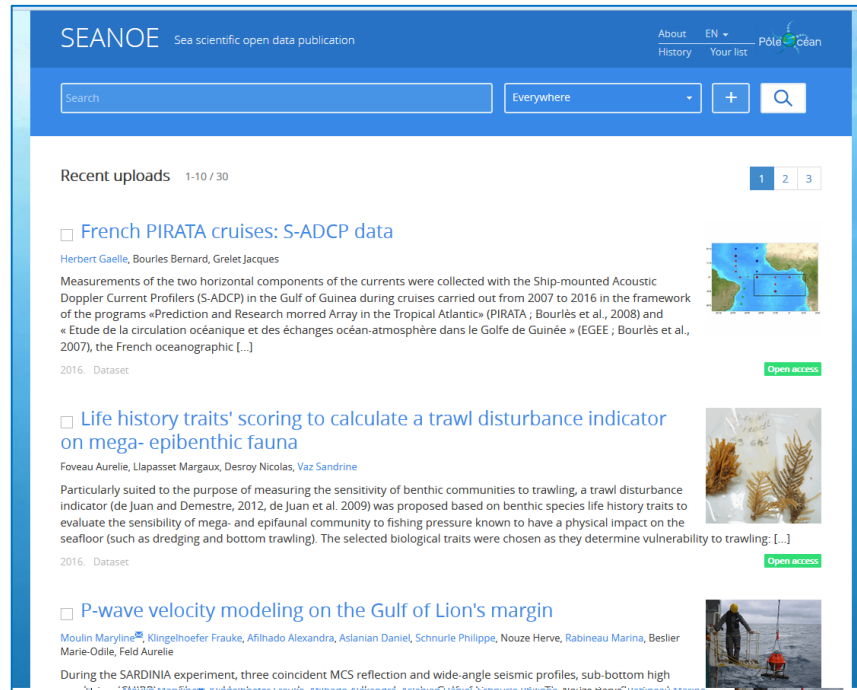 SEANOE Sea scientific open data publication
About EN
History Your list
Pôle Océan
Search
Everywhere
+
Recent uploads 1-10 / 30
1 2 3
French PIRATA cruises: S-ADCP data
Herbert Gaelle, Bourles Bernard, Grelet Jacques
Measurements of the two horizontal components of the currents were collected with the Ship-mounted Acoustic
Doppler Current Profilers (S-ADCP) in the Gulf of Guinea during cruises carried out from 2007 to 2016 in the framework
of the programs «Prediction and Research morred Array in the Tropical Atlantic» (PIRATA ; Bourlès et al., 2008) and
« Etude de la circulation océanique et des échanges océan-atmosphère dans le Golfe de Guinée » (EGEE ; Bourlès et al.,
2007), the French oceanographic [...]
2016. Dataset
Open access
Life history traits' scoring to calculate a trawl disturbance indicator
on mega- epibenthic fauna
Foveau Aurelie, Llapasset Margaux, Desroy Nicolas, Vaz Sandrine
Particularly suited to the purpose of measuring the sensitivity of benthic communities to trawling, a trawl disturbance
indicator (de Juan and Demestre, 2012, de Juan et al. 2009) was proposed based on benthic species life history traits to
evaluate the sensibility of mega- and epifaunal community to fishing pressure known to have a physical impact on the
seafloor (such as dredging and bottom trawling). The selected biological traits were chosen as they determine vulnerability to trawling: [...]
2016. Dataset
Open access
P-wave velocity modeling on the Gulf of Lion's margin
Moulin Maryline, Klingelhoefer Frauke, Afilhado Alexandra, Aslanian Daniel, Schnurle Philippe, Nouze Herve, Rabineau Marina, Beslier
Marie-Odile, Feld Aurelie
During the SARDINIA experiment, three coincident MCS reflection and wide-angle seismic profiles, sub-bottom high